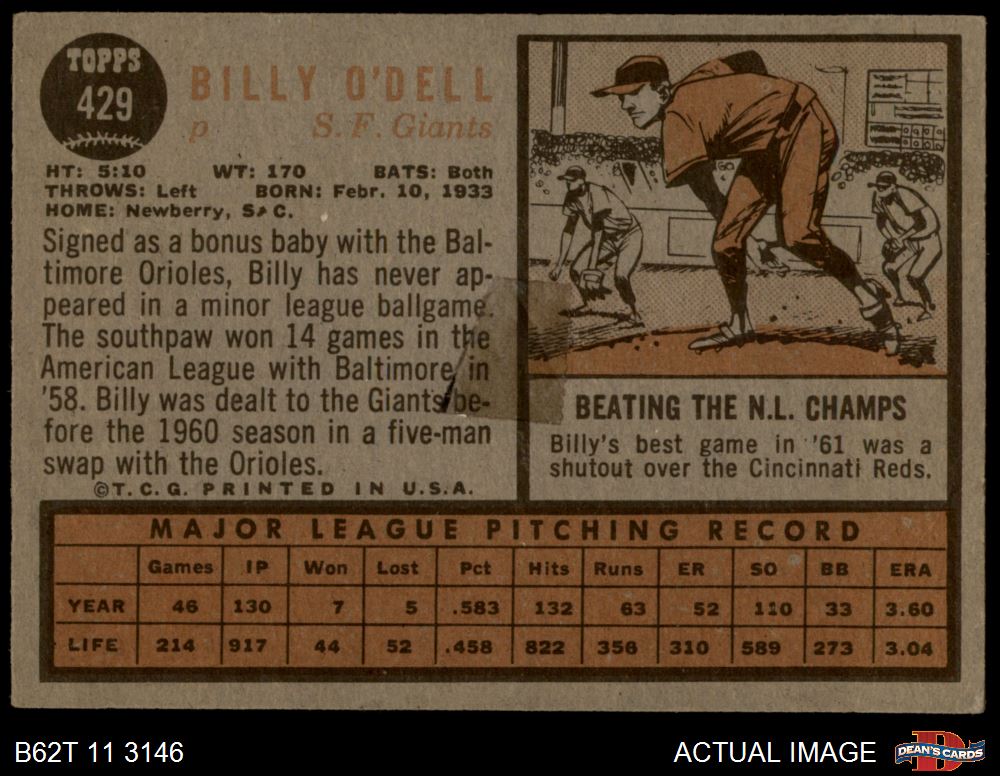 TOPPS
429
BILLY O'DELL
p S. F. Giants
HT: 5:10 WT: 170 BATS: Both
THROWS: Left BORN: Febr. 10, 1933
HOME: Newberry, S. C.
Signed as a bonus baby with the Bal-
timore Orioles, Billy has never ap-
peared in a minor league ballgame.
The southpaw won 14 games in the
American League with Baltimore in
'58. Billy was dealt to the Giants be-
fore the 1960 season in a five-man
swap with the Orioles.
©T. C. G. PRINTED IN U.S.A.
BEATING THE N.L. CHAMPS
Billy's best game in '61 was a
shutout over the Cincinnati Reds.
MAJOR LEAGUE PITCHING RECORD
Games IP Won Lost Pct Hits Runs ER SO BB ERA
YEAR 46 130 7 5 .583 132 63 52 110 33 3.60
LIFE 214 917 44 52 .458 822 356 310 589 273 3.04
B62T 11 3146 ACTUAL IMAGE DEAN'S CARDS